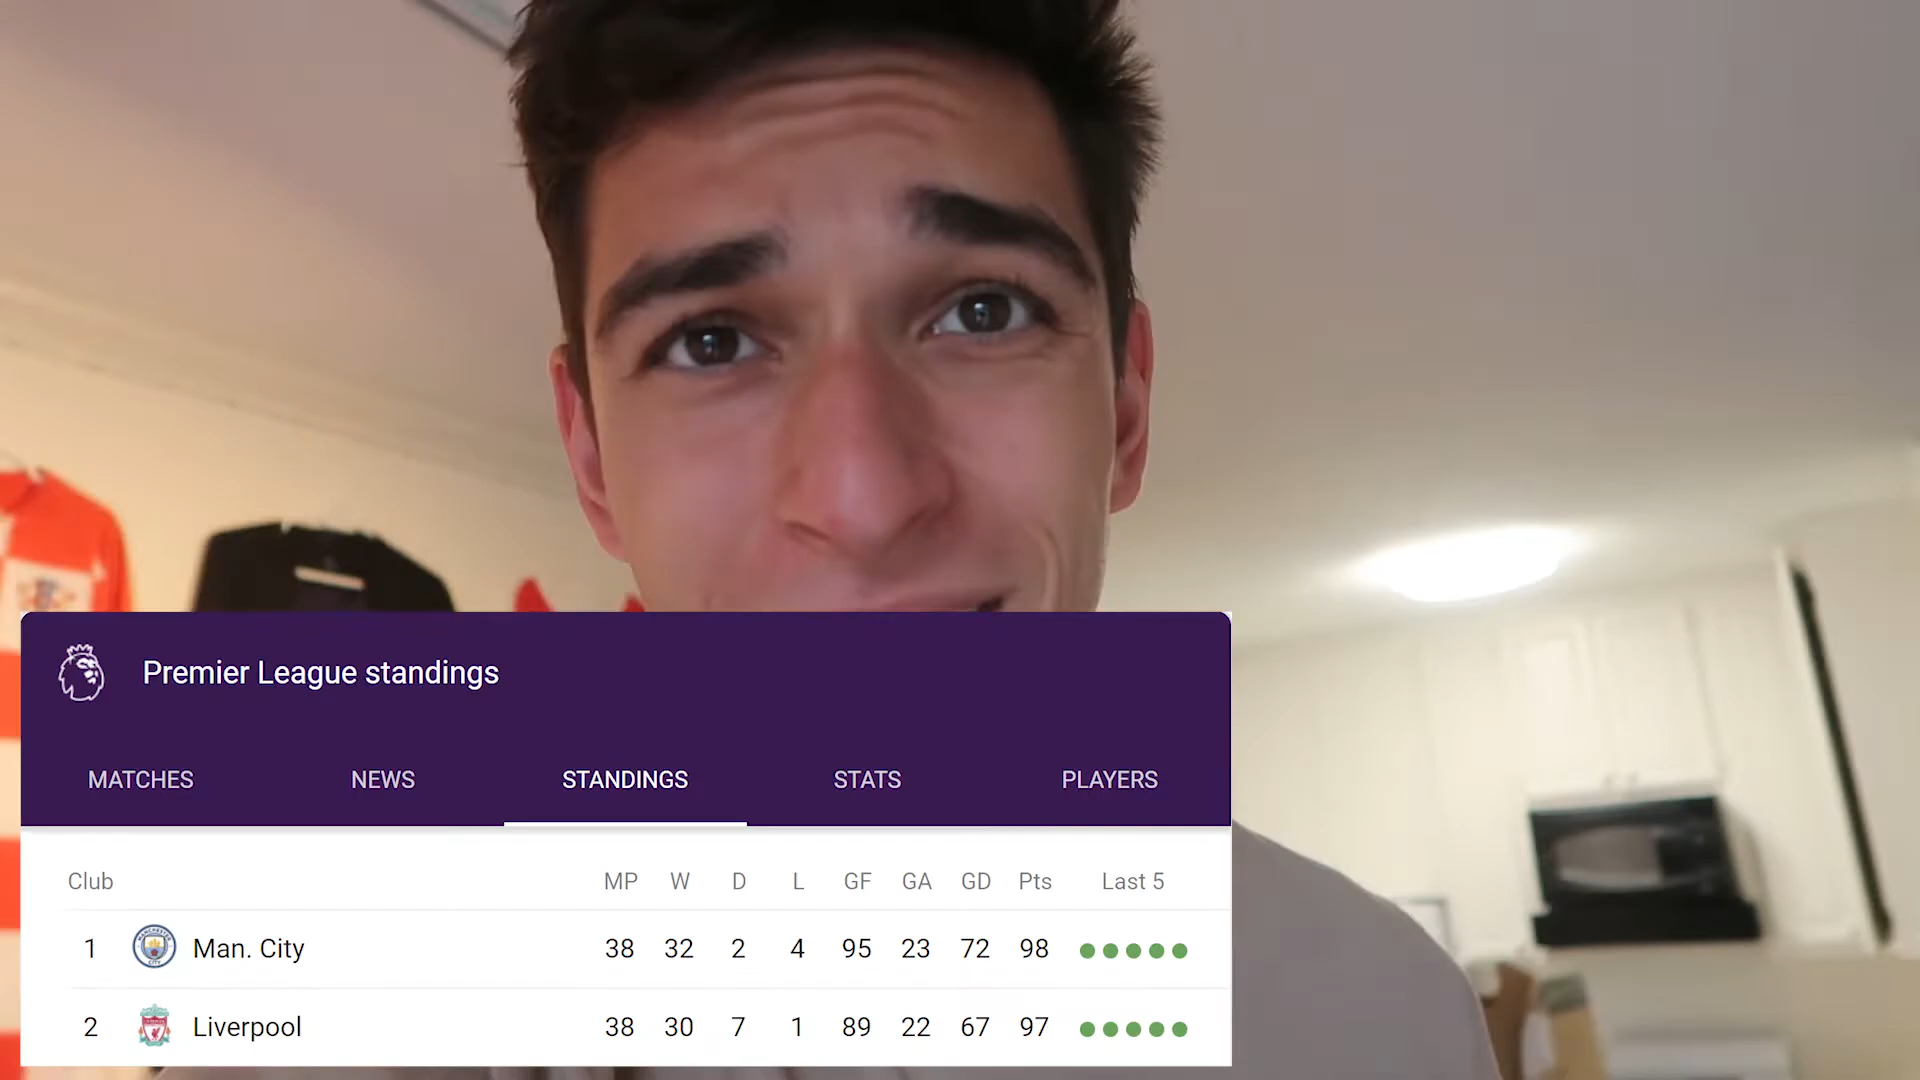 Premier League standings
MATCHES NEWS STANDINGS STATS PLAYERS
Club MP W D L GF GA GD Pts Last 5
1 Man. City 38 32 2 4 95 23 72 98
2 Liverpool 38 30 7 1 89 22 67 97